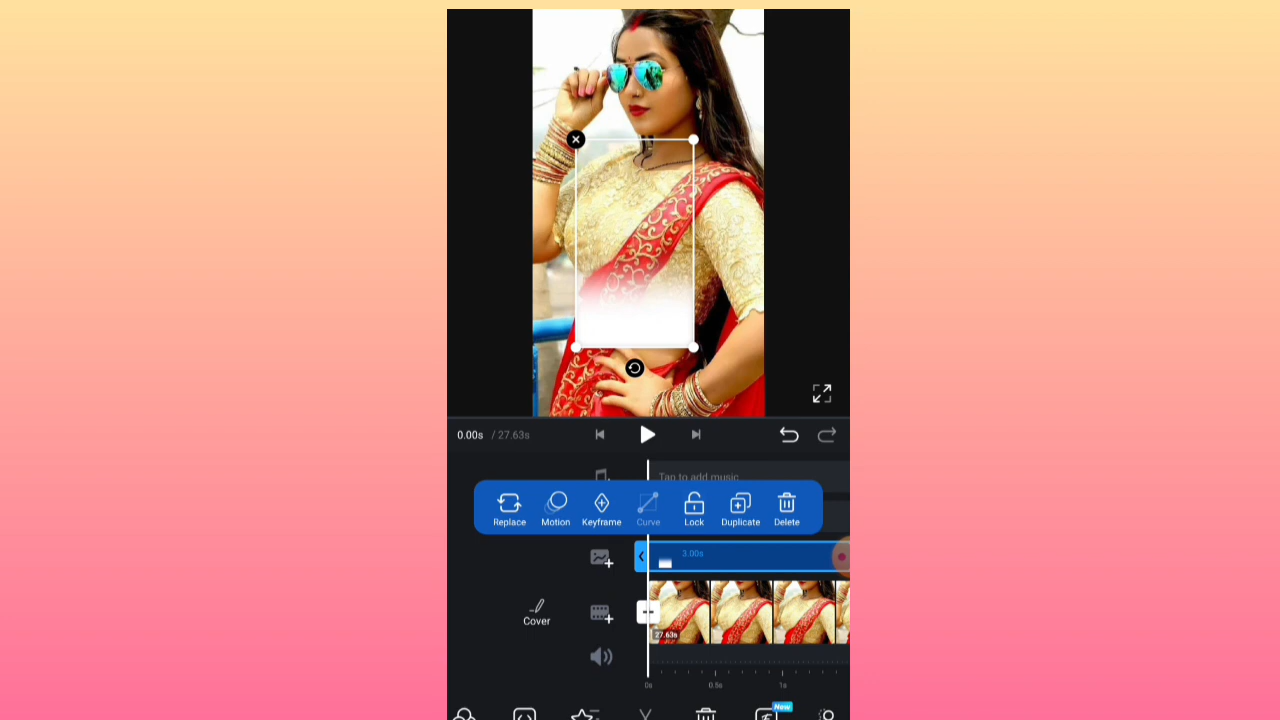 0.00s / 27.63s
Tap to add music
Replace Motion Keyframe Curve Lock Duplicate Delete
3.00s
Cover
27.63s
0s 0.5s 1s
New